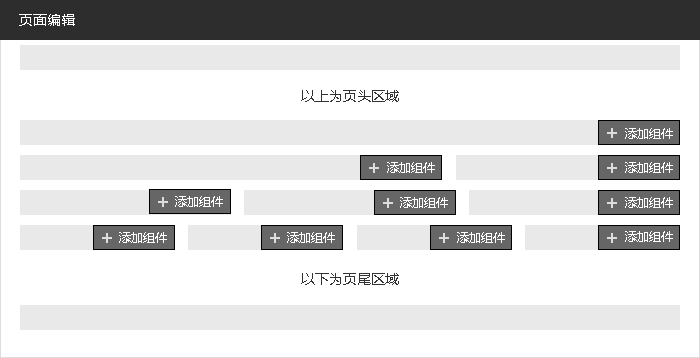 页面编辑
以上为页头区域
+ 添加组件
+ 添加组件 + 添加组件
+ 添加组件 + 添加组件 + 添加组件
+ 添加组件 + 添加组件 + 添加组件 + 添加组件
以下为页尾区域